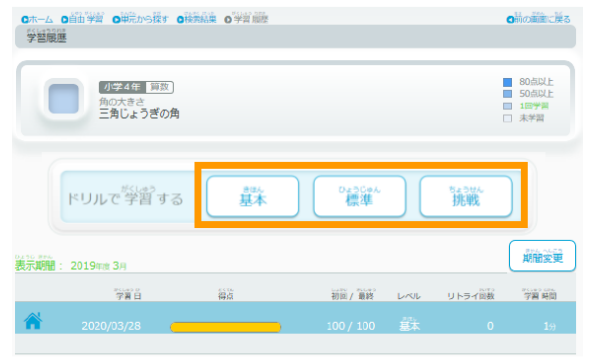 ホーム 自由学習 単元から探す 検索結果 学習履歴 前の画面に戻る
学習履歴
小学4年 算数
角の大きさ
三角じょうぎの角
80点以上
50点以上
1回学習
未学習
ドリルで学習する 基本 標準 挑戦
表示期間： 2019年度 3月 期間変更
学習日 得点 初回 / 最終 レベル リトライ回数 学習時間
2020/03/28 100 / 100 基本 0 1分